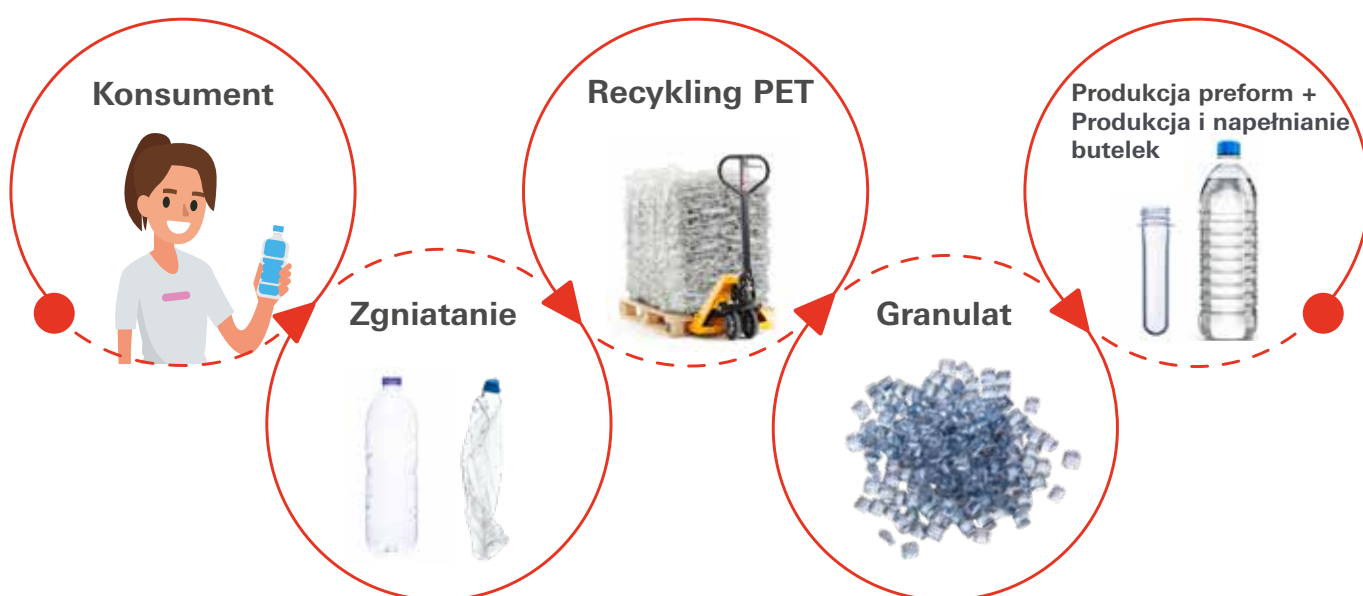 Konsument
Zgniatanie
Recykling PET
Granulat
Produkcja preform +
Produkcja i napełnianie
butelek